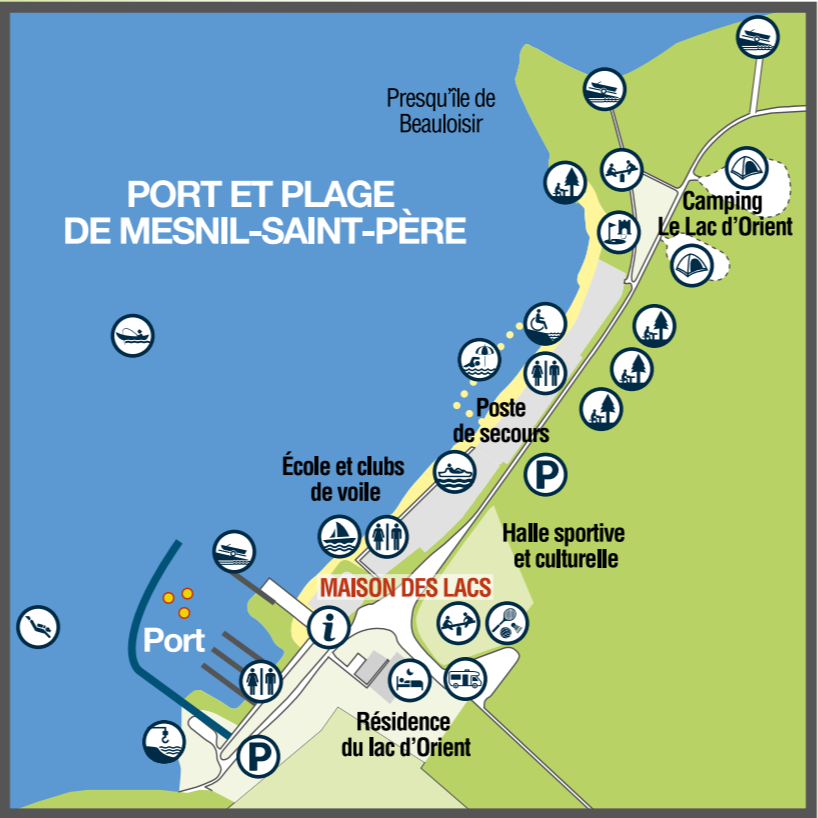 Presqu'île de
Beauloisir
PORT ET PLAGE
DE MESNIL-SAINT-PÈRE
Camping
Le Lac d'Orient
Poste
de secours
École et clubs
de voile
P
Halle sportive
et culturelle
MAISON DES LACS
i
Port
Résidence
du lac d'Orient
P